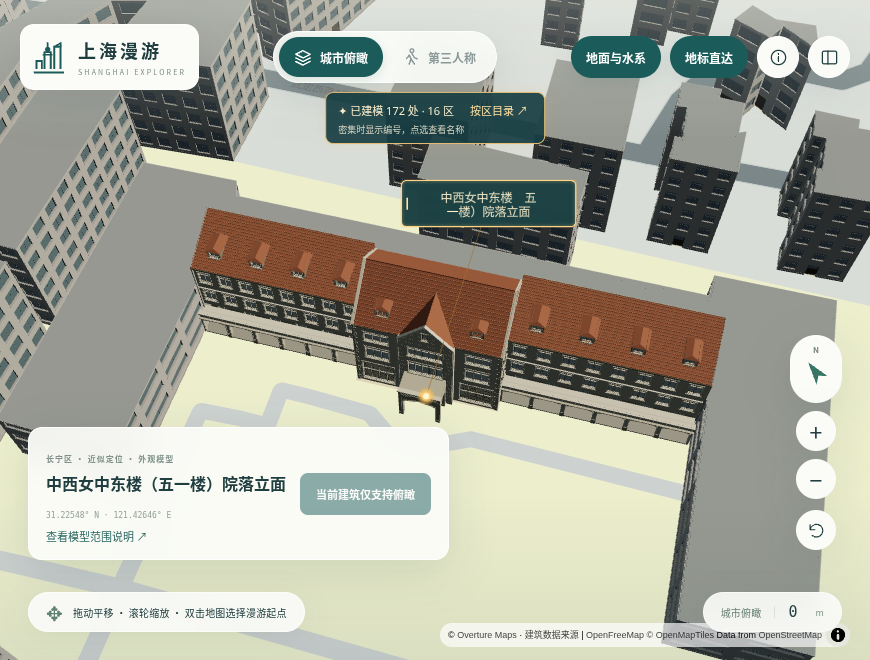 上海漫游
SHANGHAI EXPLORER
城市俯瞰
第三人称
地面与水系
地标直达
✦ 已建模 172 处 · 16 区 按区目录 ↗
密集时显示编号，点选查看名称
中西女中东楼 五
一楼）院落立面
N
+
−
长宁区 · 近似定位 · 外观模型
中西女中东楼（五一楼）院落立面
当前建筑仅支持俯瞰
31.22548° N · 121.42646° E
查看模型范围说明 ↗
拖动平移 · 滚轮缩放 · 双击地图选择漫游起点
城市俯瞰 0 m
© Overture Maps · 建筑数据来源 | OpenFreeMap © OpenMapTiles Data from OpenStreetMap